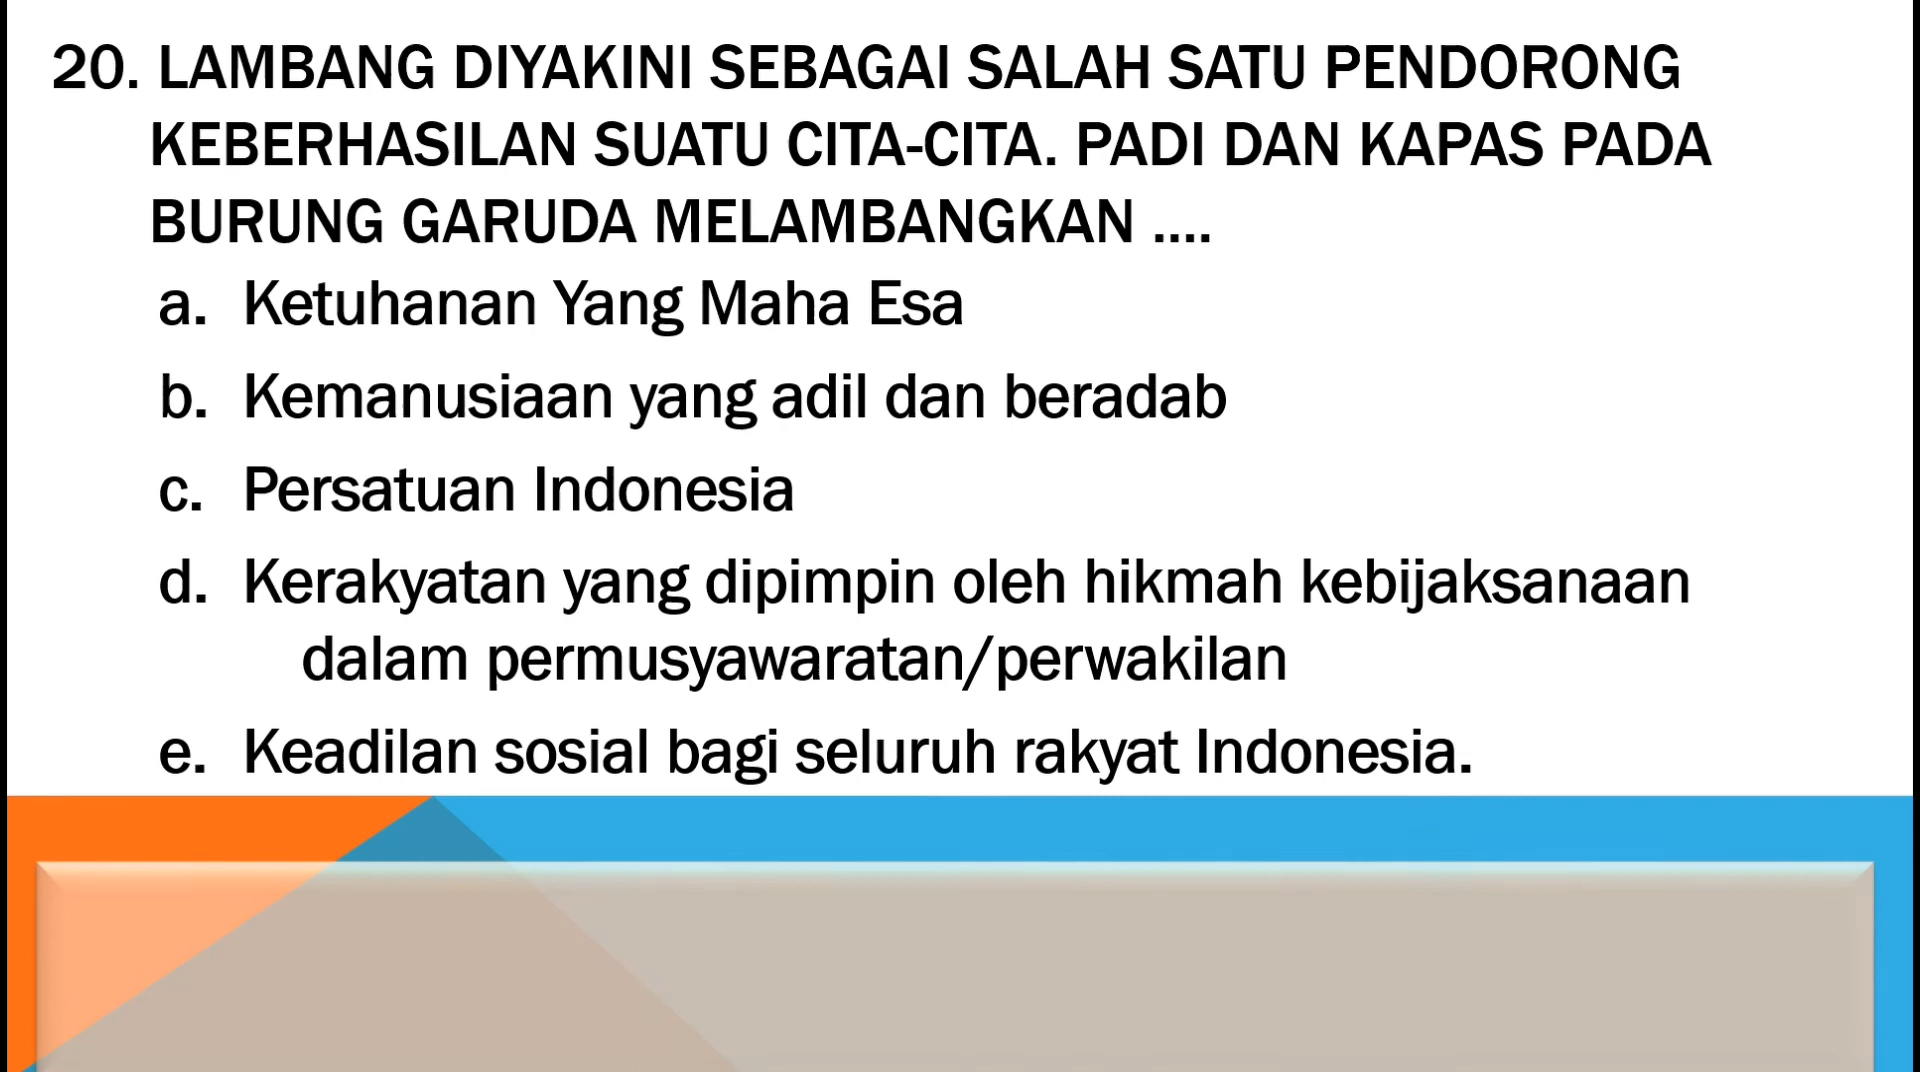 20. LAMBANG DIYAKINI SEBAGAI SALAH SATU PENDORONG
KEBERHASILAN SUATU CITA-CITA. PADI DAN KAPAS PADA
BURUNG GARUDA MELAMBANGKAN ....
a. Ketuhanan Yang Maha Esa
b. Kemanusiaan yang adil dan beradab
c. Persatuan Indonesia
d. Kerakyatan yang dipimpin oleh hikmah kebijaksanaan
dalam permusyawaratan/perwakilan
e. Keadilan sosial bagi seluruh rakyat Indonesia.